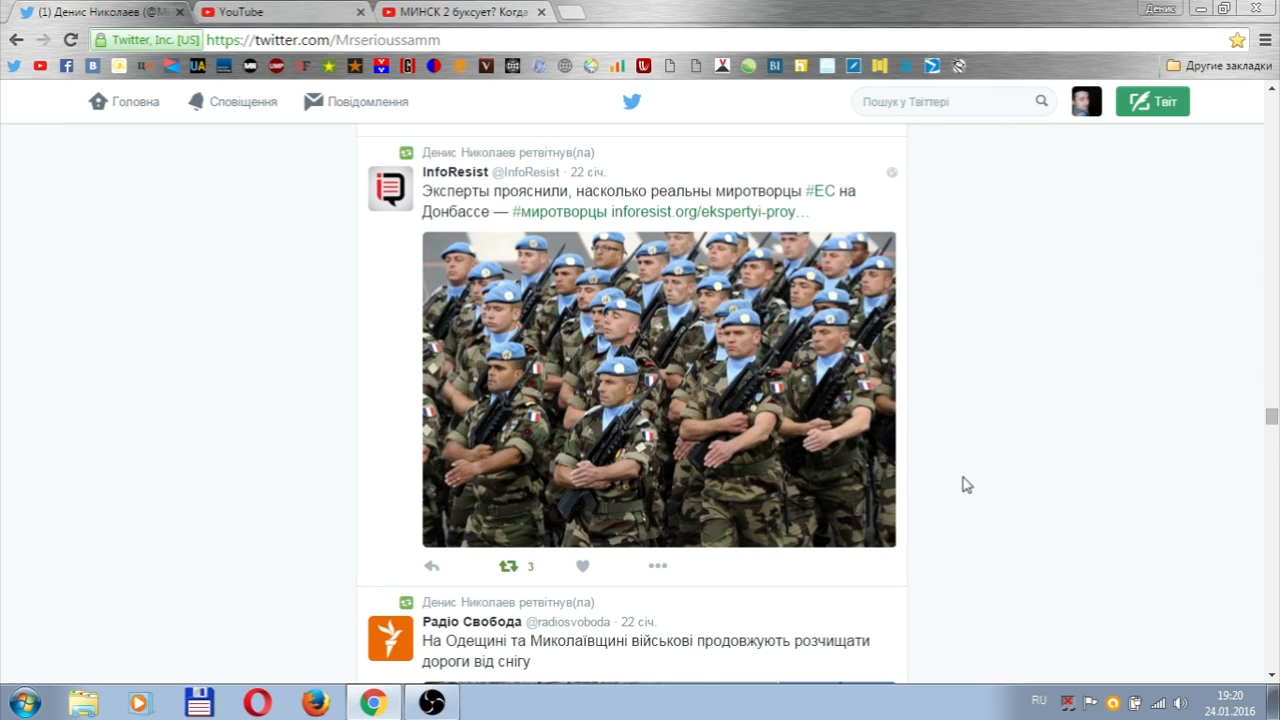 (1) Денис Николаев (@Mr
YouTube
МИНСК 2 буксует? Когда
Денис
Twitter, Inc. [US]
https://twitter.com/Mrserioussamm
Другие закладки
Головна
Сповіщення
Повідомлення
Пошук у Твіттері
Твіт
Денис Николаев ретвітнув(ла)
InfoResist @InfoResist · 22 січ.
Эксперты прояснили, насколько реальны миротворцы #ЕС на
Донбассе — #миротворцы inforesist.org/ekspertyi-proy…
3
Денис Николаев ретвітнув(ла)
Радіо Свобода @radiosvoboda · 22 січ.
На Одещині та Миколаївщині військові продовжують розчищати
дороги від снігу
RU
19:20
24.01.2016